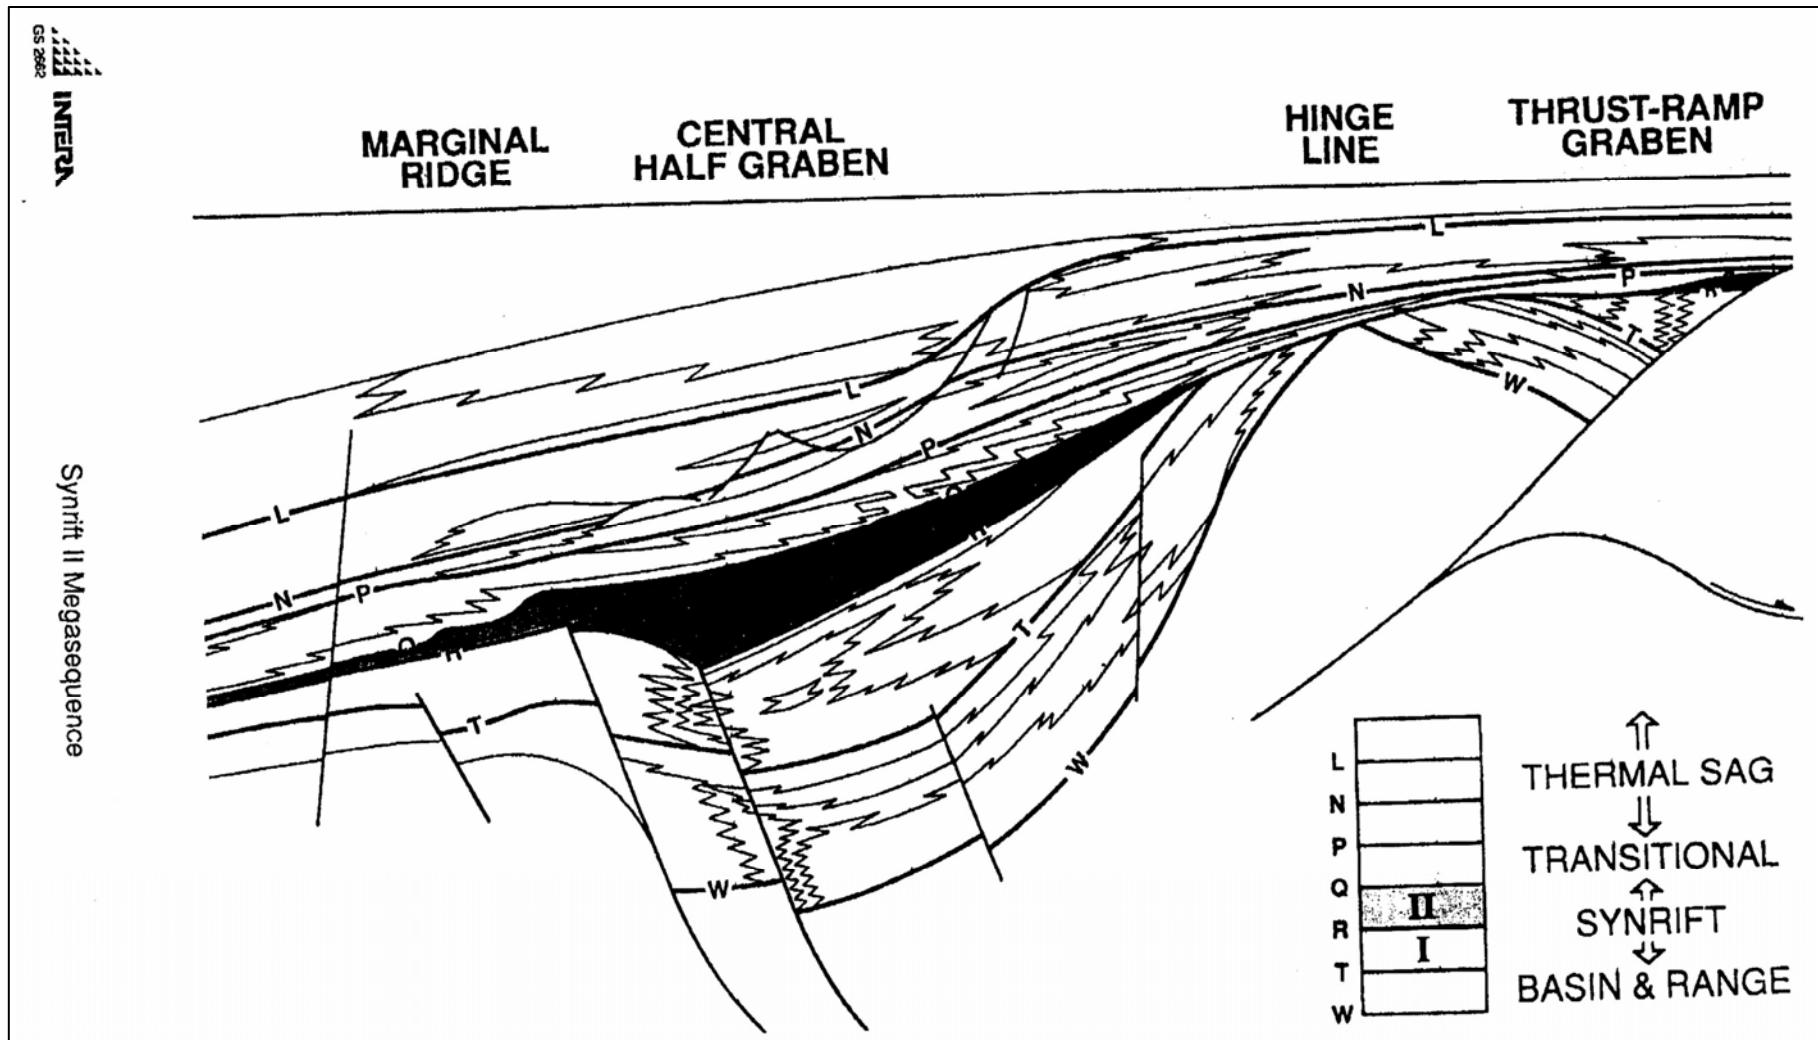 GS 2662
INTERA
Synrift II Megasequence
MARGINAL
RIDGE
CENTRAL
HALF GRABEN
HINGE
LINE
THRUST-RAMP
GRABEN
L
N
P
R
T
W
L
N
P
Q
R
T
W
L
N
P
Q
R
T
W
W
L
N
P
Q
R
T
W
II
I
THERMAL SAG
TRANSITIONAL
SYNRIFT
BASIN & RANGE